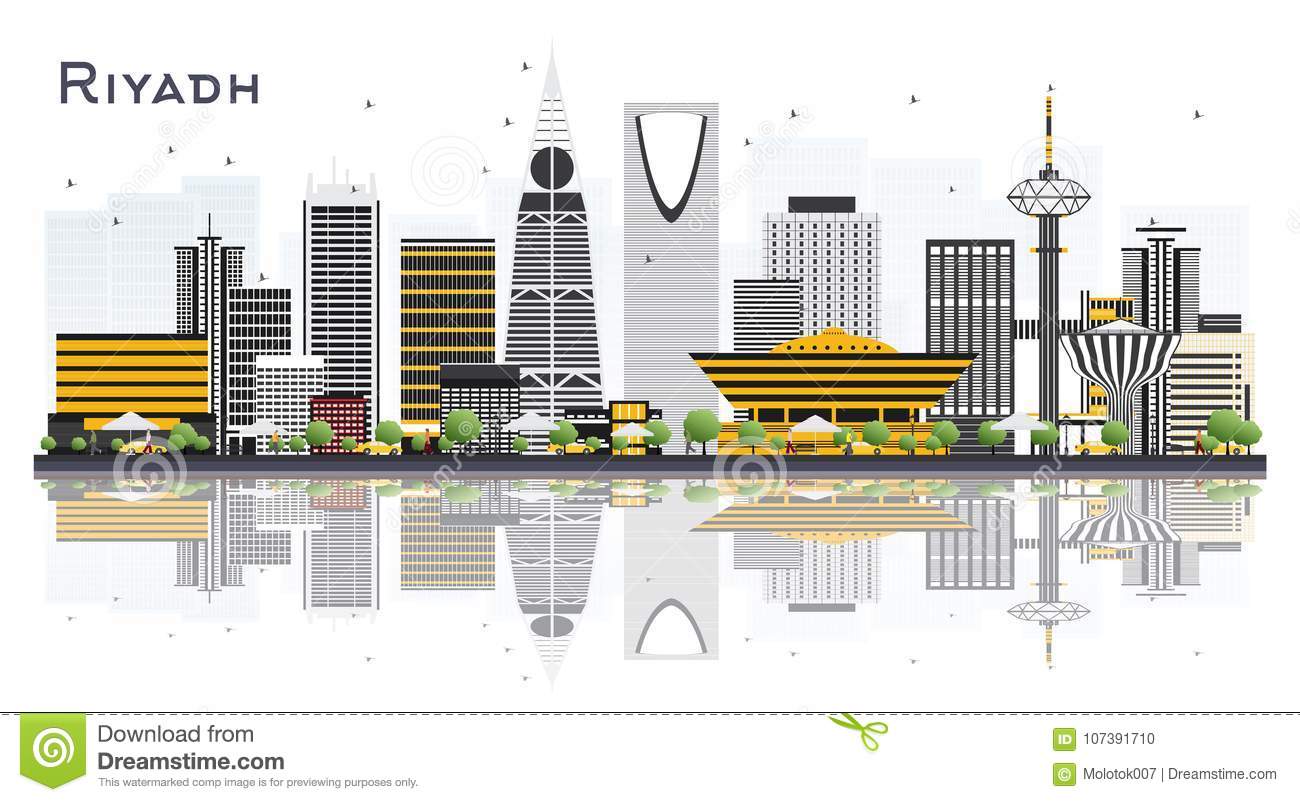 RIYADH
Download from
Dreamstime.com
This watermarked comp image is for previewing purposes only.
ID 107391710
© Molotok007 | Dreamstime.com